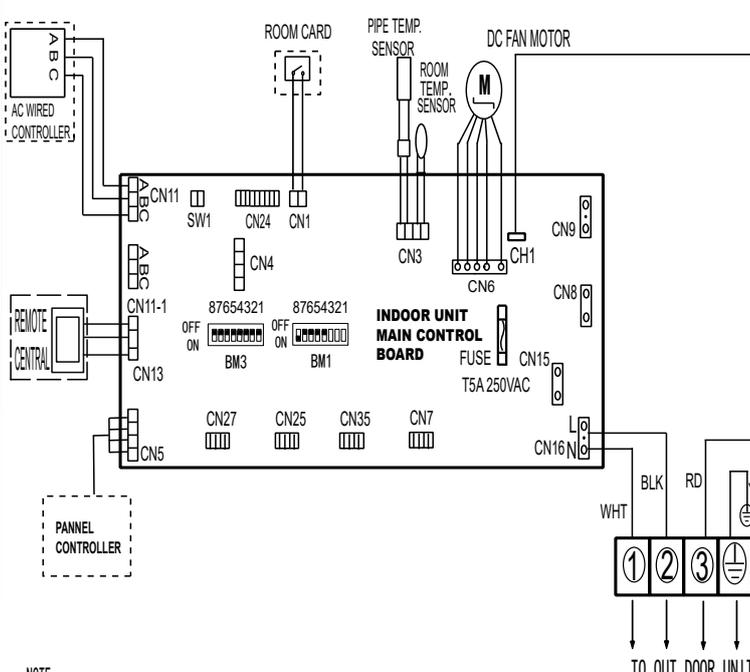 PIPE TEMP.
SENSOR
ROOM CARD
DC FAN MOTOR
A
B
C
ROOM
TEMP.
SENSOR
M
AC WIRED
CONTROLLER
A
B
C
CN11
SW1
CN24
CN1
CN3
CH1
CN6
CN9
A
B
C
CN4
CN11-1
CN8
87654321
87654321
OFF
ON
OFF
ON
BM3
BM1
INDOOR UNIT
MAIN CONTROL
BOARD
FUSE
T5A 250VAC
CN15
REMOTE
CENTRAL
CN13
CN27
CN25
CN35
CN7
L
CN16 N
CN5
BLK
RD
WHT
PANNEL
CONTROLLER
1
2
3
TO OUT DOOR UNIT
NOTE